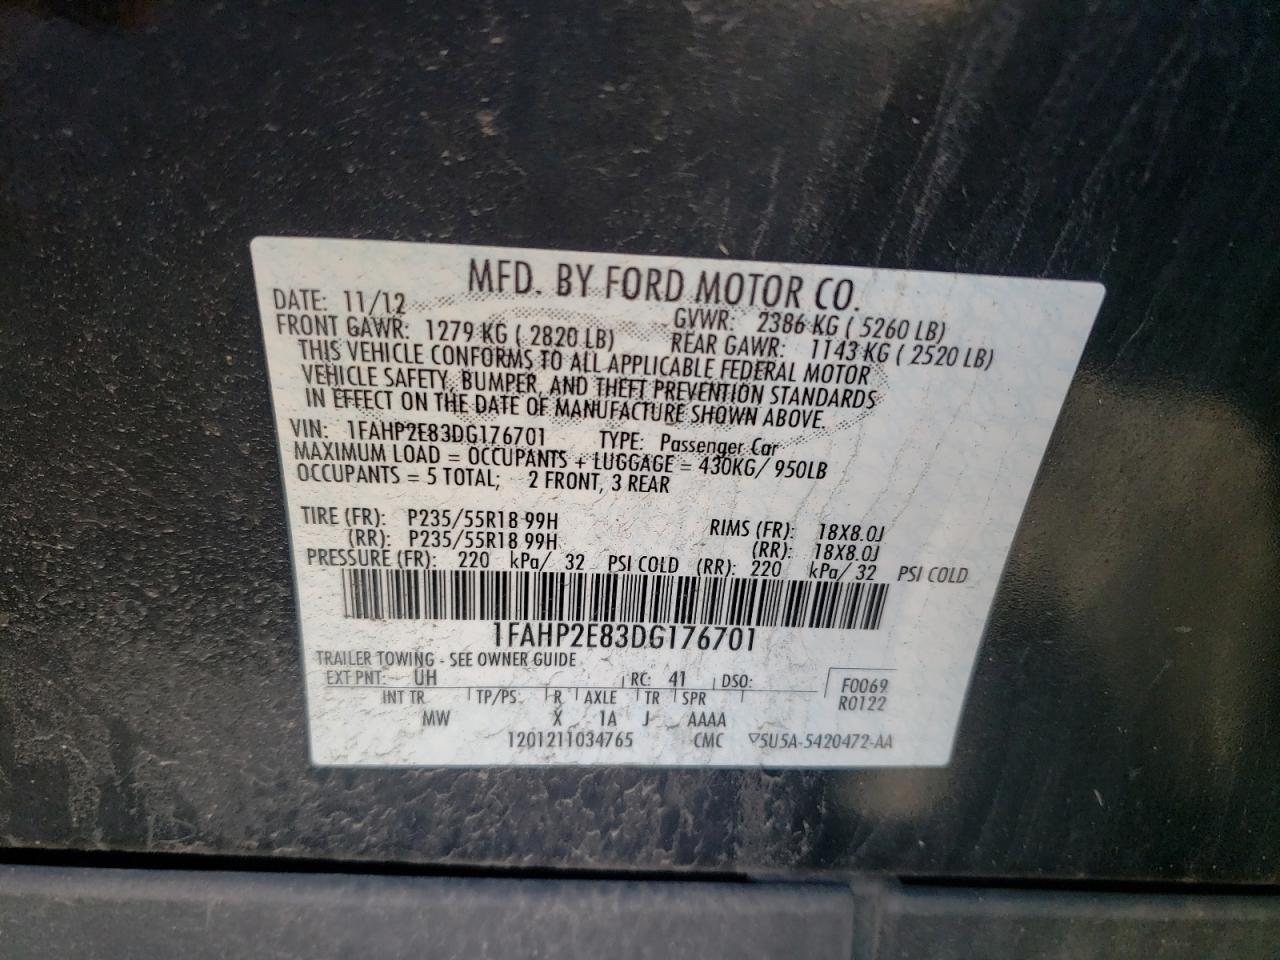 MFD. BY FORD MOTOR CO.
DATE: 11/12 GVWR: 2386 KG ( 5260 LB)
FRONT GAWR: 1279 KG ( 2820 LB) REAR GAWR: 1143 KG ( 2520 LB)
THIS VEHICLE CONFORMS TO ALL APPLICABLE FEDERAL MOTOR
VEHICLE SAFETY, BUMPER, AND THEFT PREVENTION STANDARDS
IN EFFECT ON THE DATE OF MANUFACTURE SHOWN ABOVE.
VIN: 1FAHP2E83DG176701 TYPE: Passenger Car
MAXIMUM LOAD = OCCUPANTS + LUGGAGE = 430KG/ 950LB
OCCUPANTS = 5 TOTAL; 2 FRONT, 3 REAR
TIRE (FR): P235/55R18 99H RIMS (FR): 18X8.0J
(RR): P235/55R18 99H (RR): 18X8.0J
PRESSURE (FR): 220 kPa/ 32 PSI COLD (RR): 220 kPa/ 32 PSI COLD
1FAHP2E83DG176701
TRAILER TOWING - SEE OWNER GUIDE
EXT PNT: UH RC: 41 DSO: F0069
INT TR TP/PS R AXLE TR SPR R0122
MW X 1A J AAAA
1201211034765 CMC ▽5U5A-5420472-AA